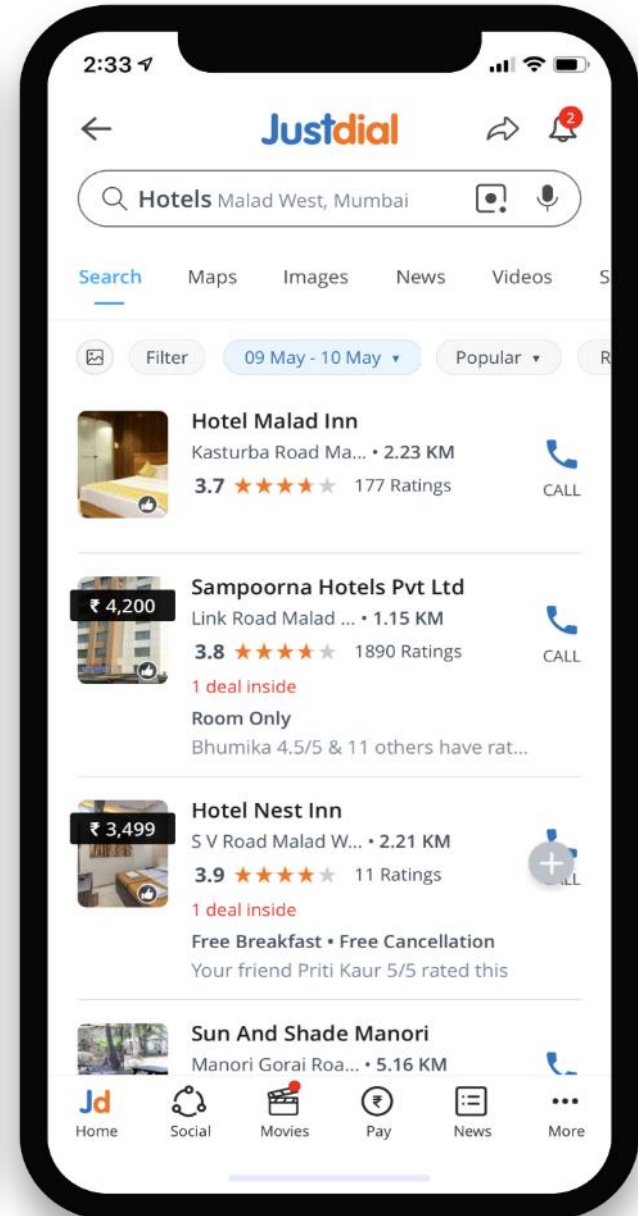 2:33
Justdial
2
Hotels Malad West, Mumbai
Search Maps Images News Videos S
Filter 09 May - 10 May Popular R
Hotel Malad Inn
Kasturba Road Ma... • 2.23 KM
3.7 177 Ratings
CALL
₹ 4,200
Sampoorna Hotels Pvt Ltd
Link Road Malad ... • 1.15 KM
3.8 1890 Ratings
CALL
1 deal inside
Room Only
Bhumika 4.5/5 & 11 others have rat...
₹ 3,499
Hotel Nest Inn
S V Road Malad W... • 2.21 KM
3.9 11 Ratings
1 deal inside
Free Breakfast • Free Cancellation
Your friend Priti Kaur 5/5 rated this
Sun And Shade Manori
Manori Gorai Roa... • 5.16 KM
Jd
Home Social Movies Pay News More